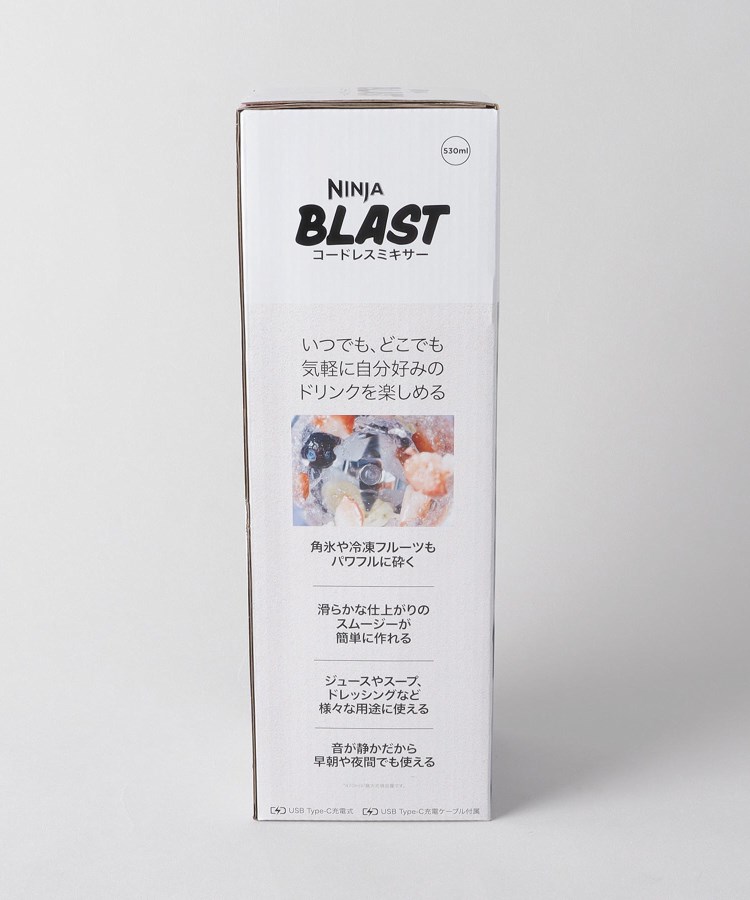 530ml
NINJA
BLAST
コードレスミキサー
いつでも、どこでも
気軽に自分好みの
ドリンクを楽しめる
角氷や冷凍フルーツも
パワフルに砕く
滑らかな仕上がりの
スムージーが
簡単に作れる
ジュースやスープ、
ドレッシングなど
様々な用途に使える
音が静かだから
早朝や夜間でも使える
USB Type-C充電式 USB Type-C充電ケーブル付属